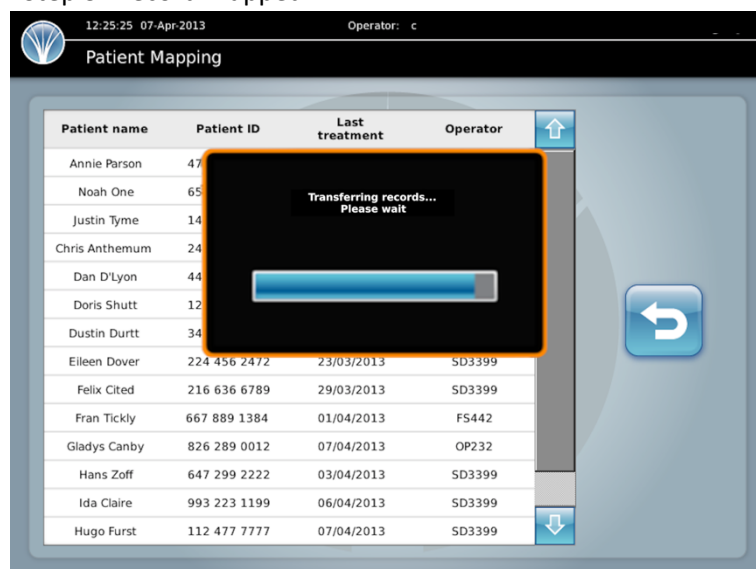 12:25:25 07-Apr-2013 Operator: c
Patient Mapping
Patient name Patient ID Last treatment Operator
Annie Parson 47
Noah One 65
Justin Tyme 14
Chris Anthemum 24
Dan D'Lyon 44
Doris Shutt 12
Dustin Durtt 34
Transferring records...
Please wait
Eileen Dover 224 456 2472 23/03/2013 SD3399
Felix Cited 216 636 6789 29/03/2013 SD3399
Fran Tickly 667 889 1384 01/04/2013 FS442
Gladys Canby 826 289 0012 07/04/2013 OP232
Hans Zoff 647 299 2222 03/04/2013 SD3399
Ida Claire 993 223 1199 06/04/2013 SD3399
Hugo Furst 112 477 7777 07/04/2013 SD3399